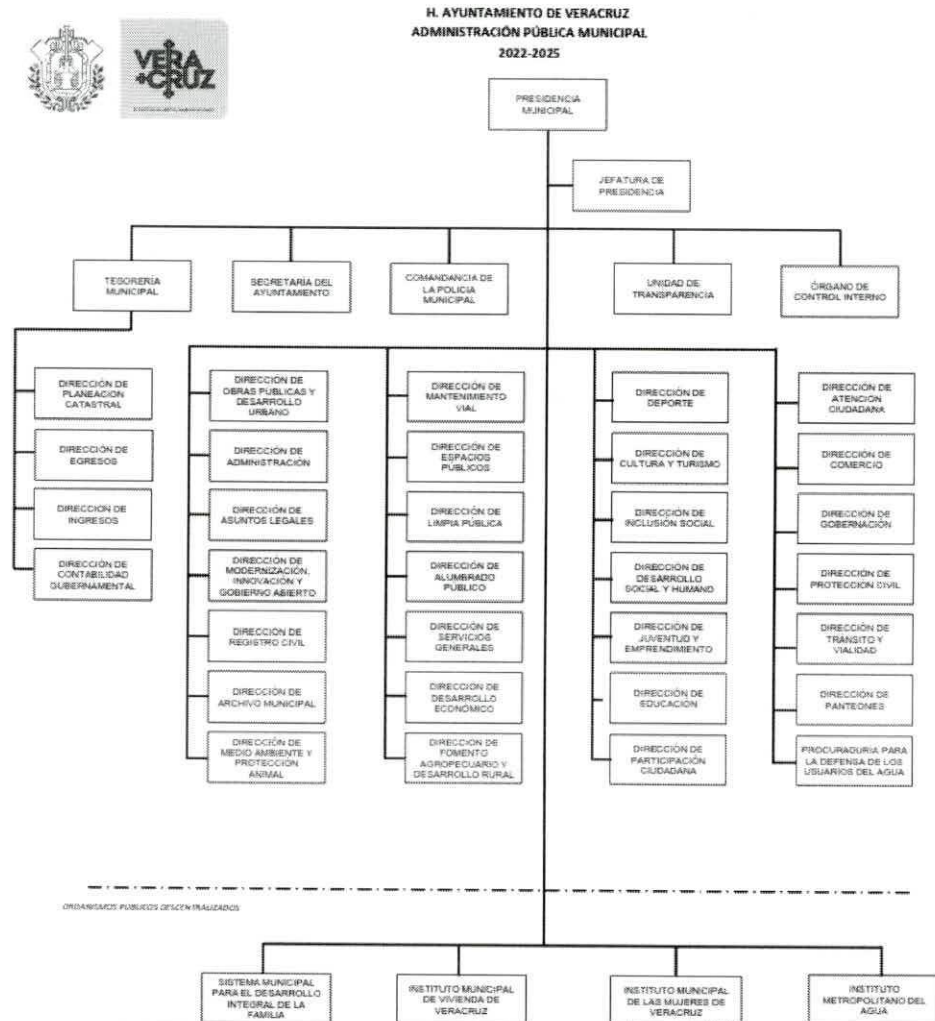 H. AYUNTAMIENTO DE VERACRUZ
ADMINISTRACIÓN PÚBLICA MUNICIPAL
2022-2025
VERA
CRUZ
PRESIDENCIA
MUNICIPAL
JEFATURA DE
PRESIDENCIA
TESORERÍA
MUNICIPAL
SECRETARÍA DEL
AYUNTAMIENTO
COMANDANCIA DE
LA POLICIA
MUNICIPAL
UNIDAD DE
TRANSPARENCIA
ÓRGANO DE
CONTROL INTERNO
DIRECCIÓN DE
PLANEACION
CATASTRAL
DIRECCIÓN DE
EGRESOS
DIRECCIÓN DE
INGRESOS
DIRECCIÓN DE
CONTABILIDAD
GUBERNAMENTAL
DIRECCIÓN DE
OBRAS PÚBLICAS Y
DESARROLLO
URBANO
DIRECCIÓN DE
ADMINISTRACIÓN
DIRECCIÓN DE
ASUNTOS LEGALES
DIRECCIÓN DE
MODERNIZACIÓN,
INNOVACIÓN Y
GOBIERNO ABIERTO
DIRECCIÓN DE
REGISTRO CIVIL
DIRECCIÓN DE
ARCHIVO MUNICIPAL
DIRECCIÓN DE
MEDIO AMBIENTE Y
PROTECCIÓN
ANIMAL
DIRECCIÓN DE
MANTENIMIENTO
VIAL
DIRECCIÓN DE
ESPACIOS
PÚBLICOS
DIRECCIÓN DE
LIMPIA PÚBLICA
DIRECCIÓN DE
ALUMBRADO
PÚBLICO
DIRECCIÓN DE
SERVICIOS
GENERALES
DIRECCIÓN DE
DESARROLLO
ECONÓMICO
DIRECCIÓN DE
FOMENTO
AGROPECUARIO Y
DESARROLLO RURAL
DIRECCIÓN DE
DEPORTE
DIRECCIÓN DE
CULTURA Y TURISMO
DIRECCIÓN DE
INCLUSIÓN SOCIAL
DIRECCIÓN DE
DESARROLLO
SOCIAL Y HUMANO
DIRECCIÓN DE
JUVENTUD Y
EMPRENDIMIENTO
DIRECCIÓN DE
EDUCACIÓN
DIRECCIÓN DE
PARTICIPACIÓN
CIUDADANA
DIRECCIÓN DE
ATENCIÓN
CIUDADANA
DIRECCIÓN DE
COMERCIO
DIRECCIÓN DE
GOBERNACIÓN
DIRECCIÓN DE
PROTECCIÓN CIVIL
DIRECCIÓN DE
TRÁNSITO Y
VIALIDAD
DIRECCIÓN DE
PANTEONES
PROCURADURIA PARA
LA DEFENSA DE LOS
USUARIOS DEL AGUA
ORGANISMOS PÚBLICOS DESCENTRALIZADOS
SISTEMA MUNICIPAL
PARA EL DESARROLLO
INTEGRAL DE LA
FAMILIA
INSTITUTO MUNICIPAL
DE VIVIENDA DE
VERACRUZ
INSTITUTO MUNICIPAL
DE LAS MUJERES DE
VERACRUZ
INSTITUTO
METROPOLITANO DEL
AGUA